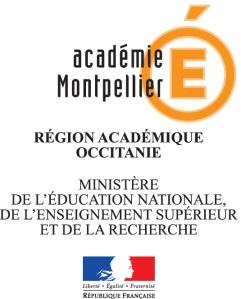 académie
Montpellier
É
RÉGION ACADÉMIQUE
OCCITANIE
MINISTÈRE
DE L'ÉDUCATION NATIONALE,
DE L'ENSEIGNEMENT SUPÉRIEUR
ET DE LA RECHERCHE
Liberté • Égalité • Fraternité
RÉPUBLIQUE FRANÇAISE